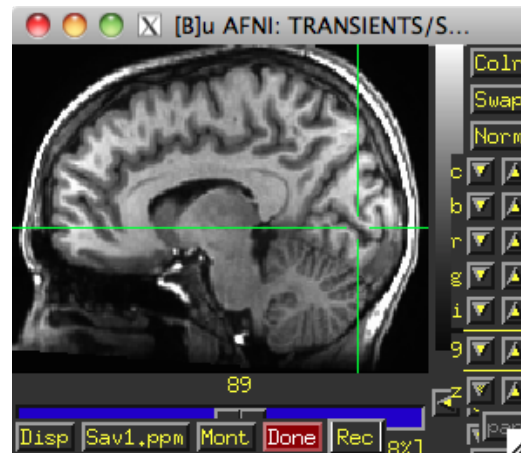 X [B]u AFNI: TRANSIENTS/S...
Colr
Swap
Norm
c
b
r
g
i
9
z
89
Disp Sav1.ppm Mont Done Rec 8%]